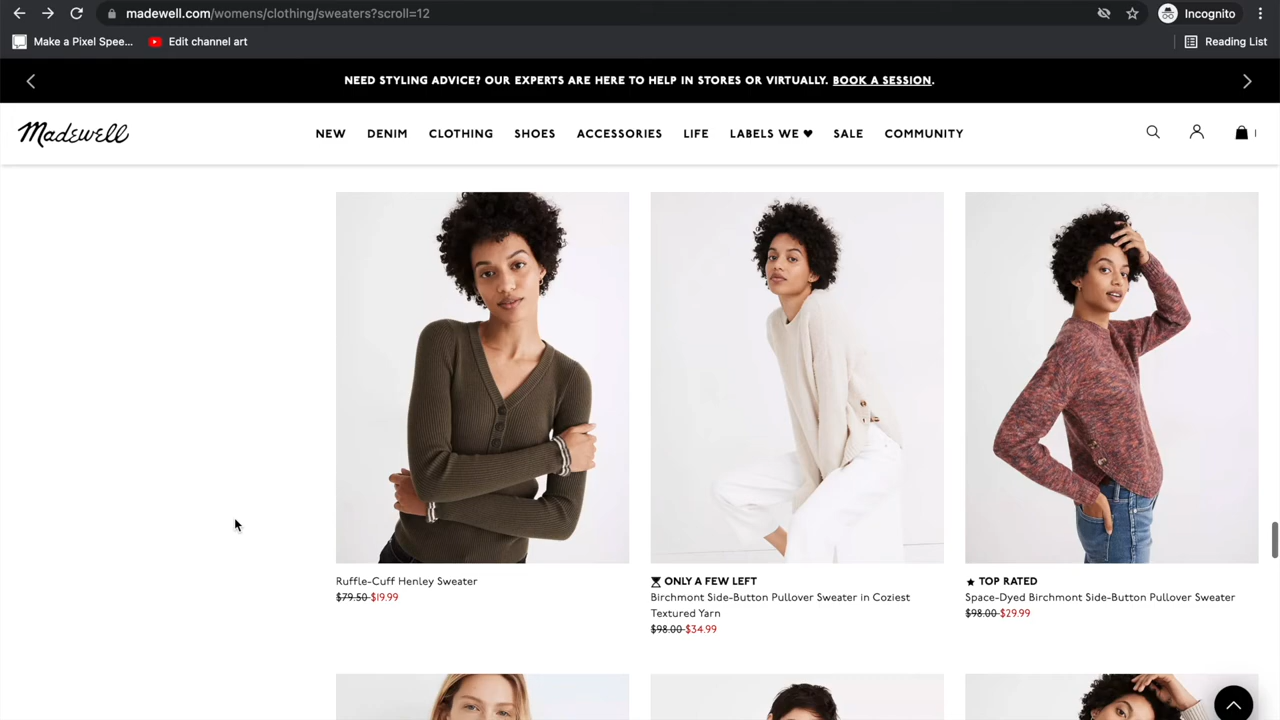 madewell.com/womens/clothing/sweaters?scroll=12
Incognito
Make a Pixel Spee...
Edit channel art
Reading List
NEED STYLING ADVICE? OUR EXPERTS ARE HERE TO HELP IN STORES OR VIRTUALLY. BOOK A SESSION.
Madewell
NEW DENIM CLOTHING SHOES ACCESSORIES LIFE LABELS WE ♥ SALE COMMUNITY
Ruffle-Cuff Henley Sweater
$79.50 $19.99
ONLY A FEW LEFT
Birchmont Side-Button Pullover Sweater in Coziest
Textured Yarn
$98.00 $34.99
★ TOP RATED
Space-Dyed Birchmont Side-Button Pullover Sweater
$98.00 $29.99